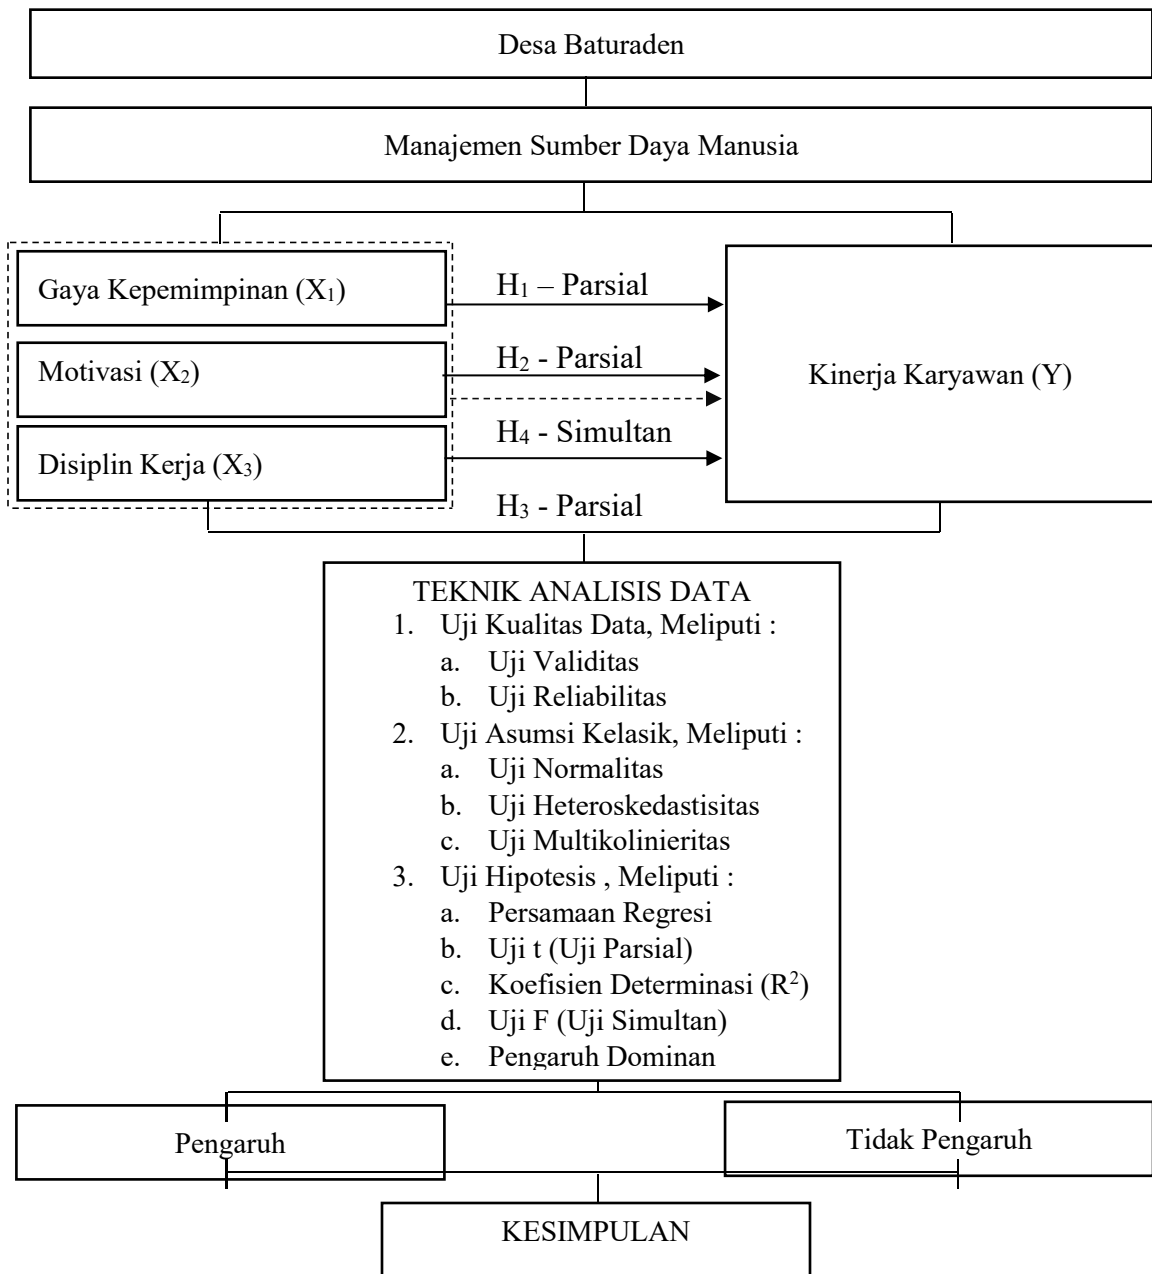 Desa Baturaden
Manajemen Sumber Daya Manusia
Gaya Kepemimpinan (X₁)
H₁ – Parsial
Motivasi (X₂)
H₂ - Parsial
Kinerja Karyawan (Y)
H₄ - Simultan
Disiplin Kerja (X₃)
H₃ - Parsial
TEKNIK ANALISIS DATA
1. Uji Kualitas Data, Meliputi :
a. Uji Validitas
b. Uji Reliabilitas
2. Uji Asumsi Kelasik, Meliputi :
a. Uji Normalitas
b. Uji Heteroskedastisitas
c. Uji Multikolinieritas
3. Uji Hipotesis , Meliputi :
a. Persamaan Regresi
b. Uji t (Uji Parsial)
c. Koefisien Determinasi (R²)
d. Uji F (Uji Simultan)
e. Pengaruh Dominan
Pengaruh
Tidak Pengaruh
KESIMPULAN